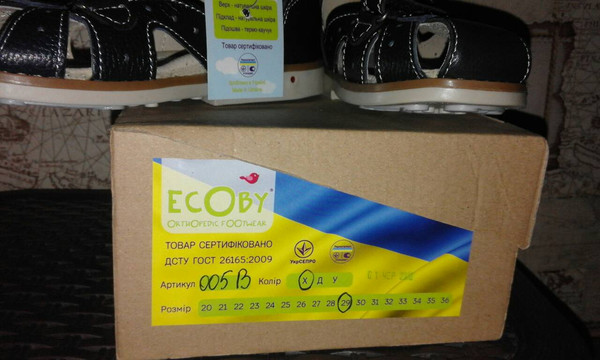 Верх - натуральна шкіра
Підклад - натуральна шкіра
Підошва - термо-каучук
Товар сертифіковано
ECOBY
ORTHOPEDIC FOOTWEAR
ТОВАР СЕРТИФІКОВАНО
ДСТУ ГОСТ 26165:2009
УкрСЕПРО
Артикул 005B Колір Х Д У
Розмір 20 21 22 23 24 25 26 27 28 29 30 31 32 33 34 35 36